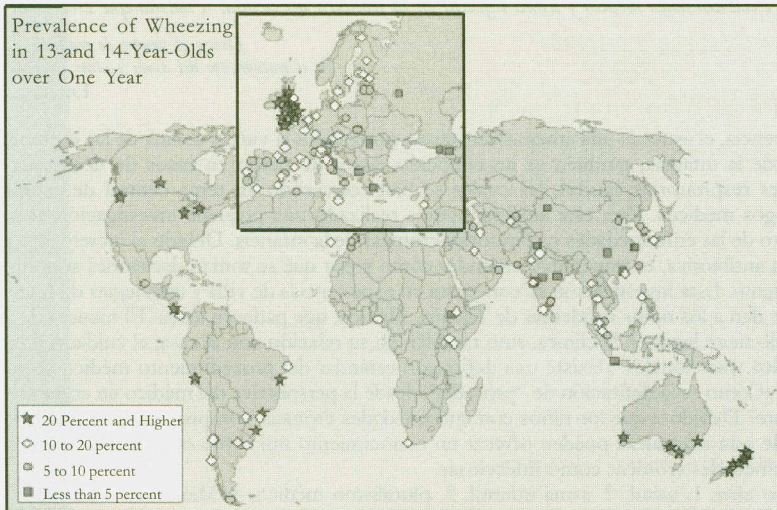 Prevalence of Wheezing
in 13-and 14-Year-Olds
over One Year
20 Percent and Higher
10 to 20 percent
5 to 10 percent
Less than 5 percent